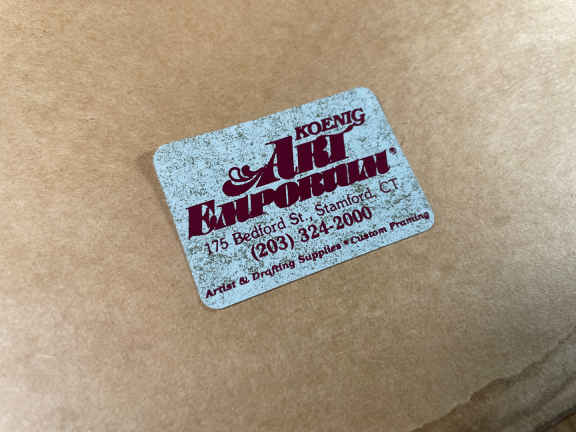 KOENIG
ART
EMPORIUM®
175 Bedford St., Stamford, CT
(203) 324-2000
Artist & Drafting Supplies • Custom Framing